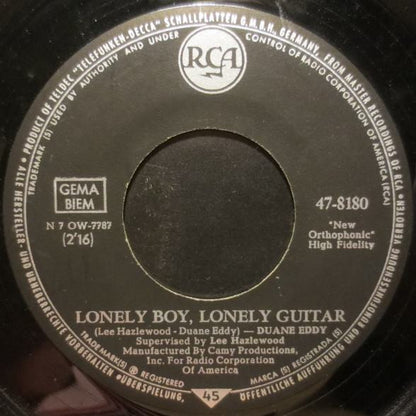 PRODUCT OF TELDEC "TELEFUNKEN-DECCA" SCHALLPLATTEN G.M.B.H., GERMANY, FROM MASTER RECORDINGS OF
TRADEMARK(S) USED BY AUTHORITY AND UNDER CONTROL OF RADIO CORPORATION OF AMERICA (RCA)
RCA
GEMA
BIEM
47-8180
N 7 OW-7787
(2'16)
"New
Orthophonic"
High Fidelity
LONELY BOY, LONELY GUITAR
(Lee Hazlewood - Duane Eddy) — DUANE EDDY
Supervised by Lee Hazlewood
Manufactured By Camy Productions,
Inc. For Radio Corporation
Of America
TRADE MARK(S) ® REGISTERED
MARCA(S) REGISTRADA(S)
ALLE HERSTELLER- UND URHEBERRECHTE VORBEHALTEN • ÜBERSPIELUNG, ÖFFENTLICHE AUFFÜHRUNG UND RUNDFUNKSENDUNG VERBOTEN
45